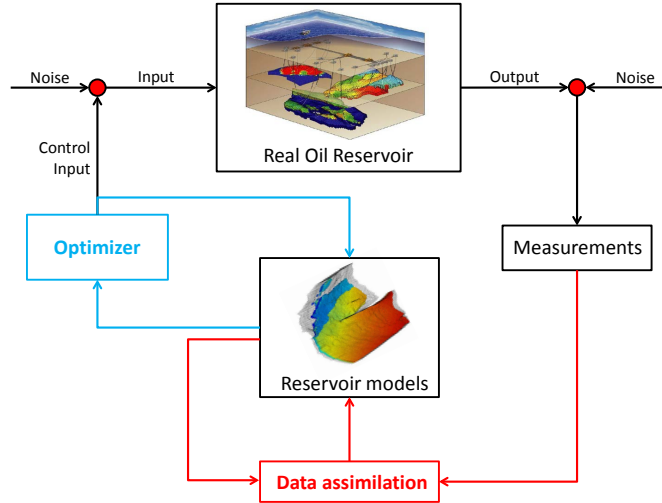 Noise
Input
Output
Noise
Real Oil Reservoir
Control
Input
Optimizer
Measurements
Reservoir models
Data assimilation